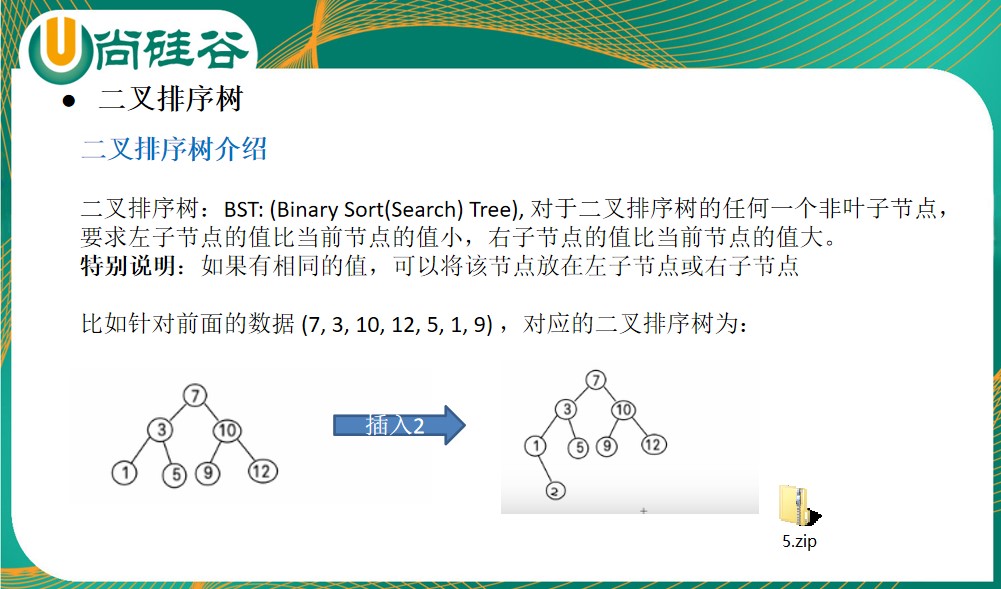 U尚硅谷
● 二叉排序树
二叉排序树介绍
二叉排序树：BST: (Binary Sort(Search) Tree), 对于二叉排序树的任何一个非叶子节点，
要求左子节点的值比当前节点的值小，右子节点的值比当前节点的值大。
特别说明：如果有相同的值，可以将该节点放在左子节点或右子节点
比如针对前面的数据 (7, 3, 10, 12, 5, 1, 9) ，对应的二叉排序树为：
7
3 10
1 5 9 12
插入2
7
3 10
1 5 9 12
2
5.zip